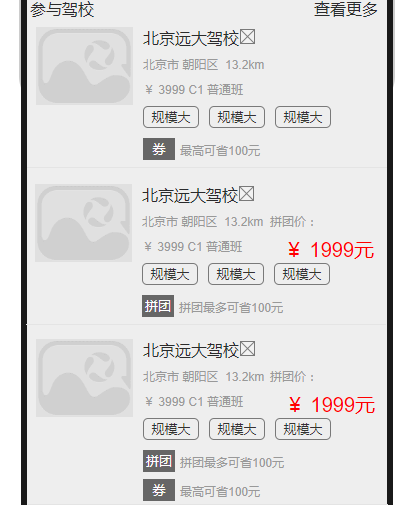 参与驾校 查看更多
北京远大驾校
北京市 朝阳区 13.2km
￥ 3999 C1 普通班
规模大 规模大 规模大
券 最高可省100元
北京远大驾校
北京市 朝阳区 13.2km 拼团价：
￥ 3999 C1 普通班 ￥ 1999元
规模大 规模大 规模大
拼团 拼团最多可省100元
北京远大驾校
北京市 朝阳区 13.2km 拼团价：
￥ 3999 C1 普通班 ￥ 1999元
规模大 规模大 规模大
拼团 拼团最多可省100元
券 最高可省100元